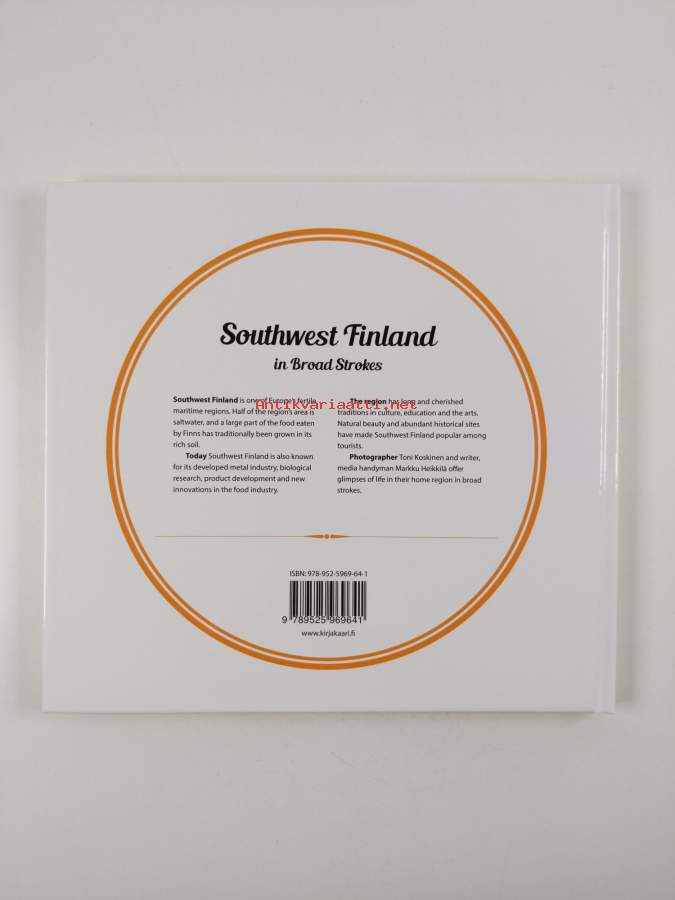 Southwest Finland
in Broad Strokes
Southwest Finland is one of Europe's fertile
maritime regions. Half of the region's area is
saltwater, and a large part of the food eaten
by Finns has traditionally been grown in its
rich soil.
Today Southwest Finland is also known
for its developed metal industry, biological
research, product development and new
innovations in the food industry.
The region has long and cherished
traditions in culture, education and the arts.
Natural beauty and abundant historical sites
have made Southwest Finland popular among
tourists.
Photographer Toni Koskinen and writer,
media handyman Markku Heikkilä offer
glimpses of life in their home region in broad
strokes.
Antikvariaatti.net
ISBN: 978-952-5969-64-1
9 789525 969641
www.kirjakaari.fi